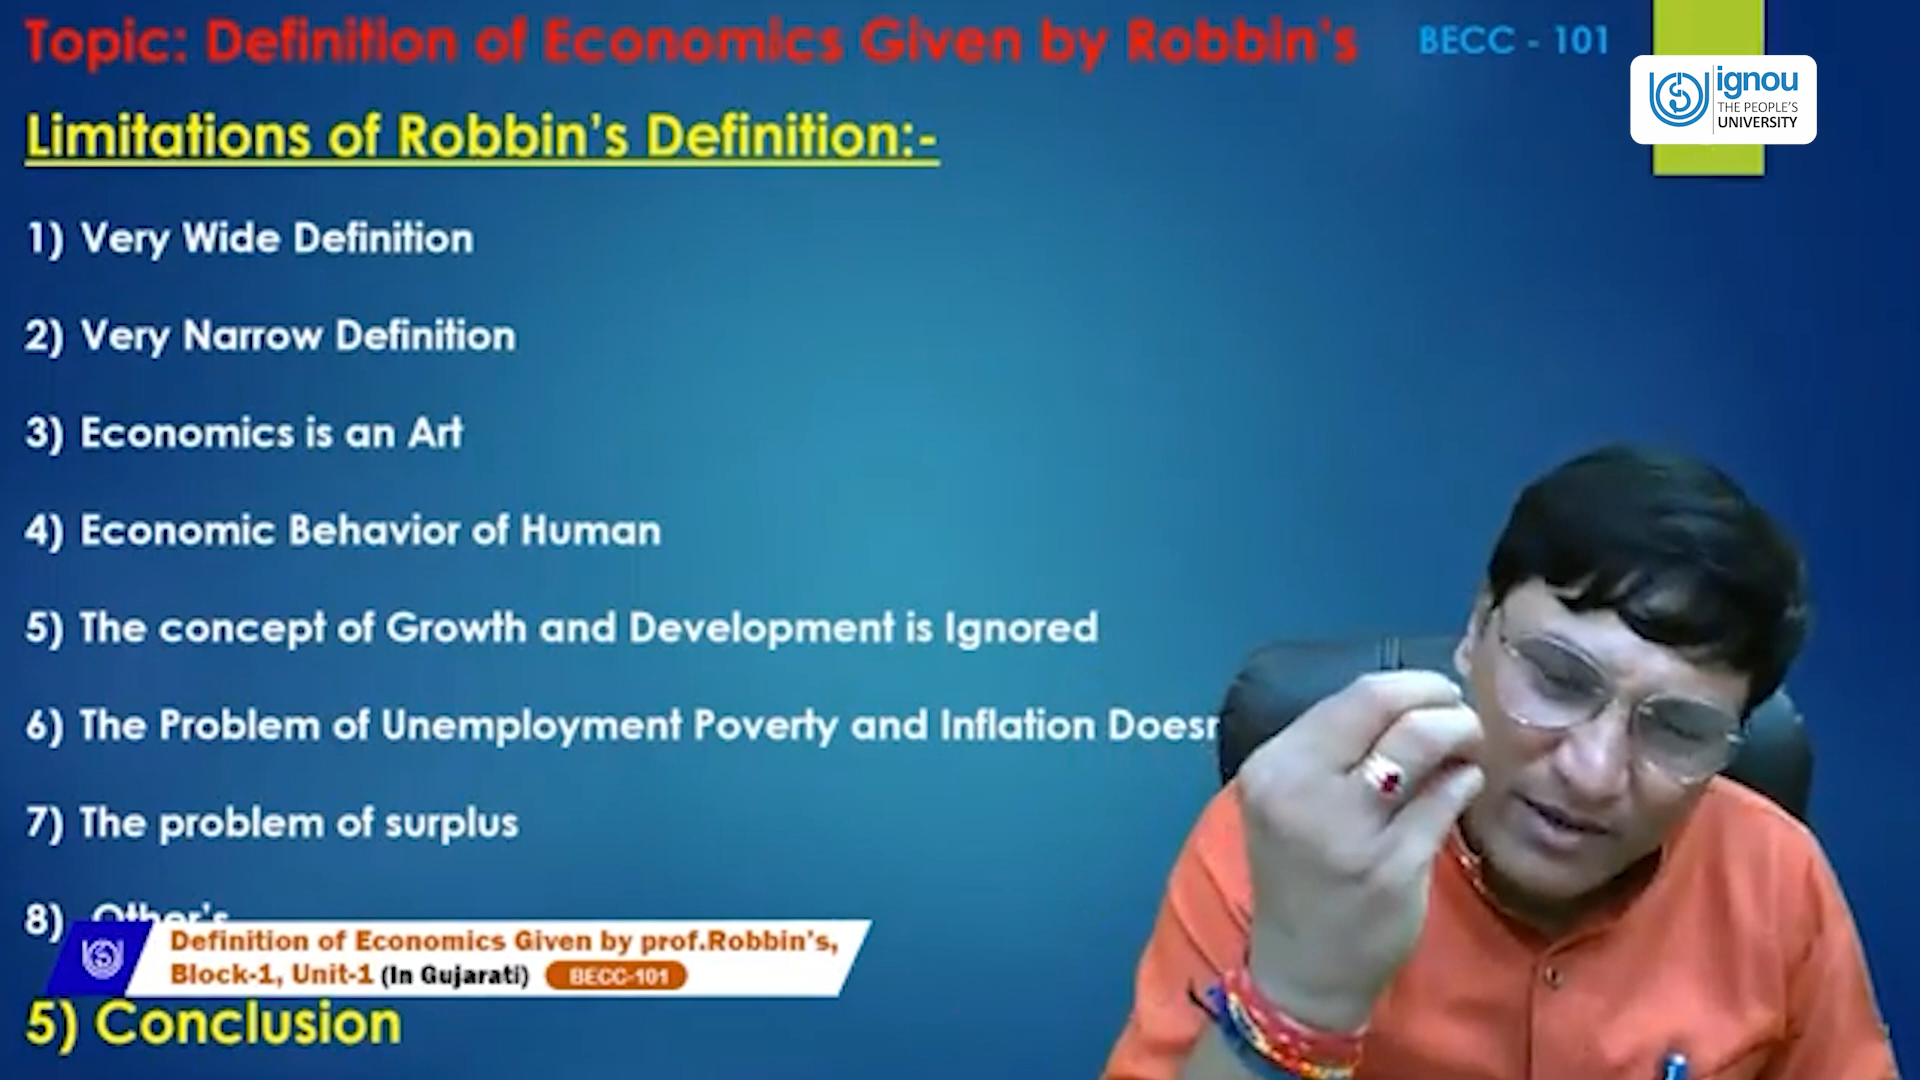 Topic: Definition of Economics Given by Robbin's
BECC - 101
ignou
THE PEOPLE'S
UNIVERSITY
Limitations of Robbin's Definition:-
1) Very Wide Definition
2) Very Narrow Definition
3) Economics is an Art
4) Economic Behavior of Human
5) The concept of Growth and Development is Ignored
6) The Problem of Unemployment Poverty and Inflation
7) The problem of surplus
8) Other's
Definition of Economics Given by prof.Robbin's,
Block-1, Unit-1 (In Gujarati) BECC-101
5) Conclusion